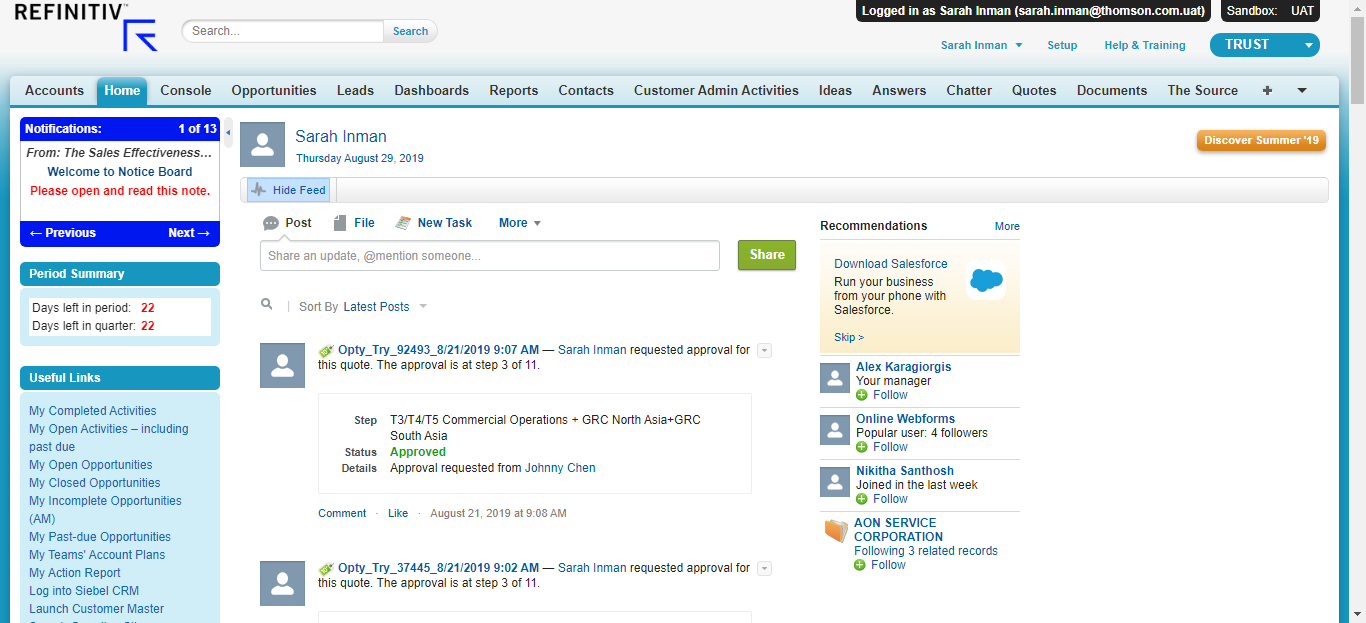 REFINITIV™
Search...
Search
Logged in as Sarah Inman (sarah.inman@thomson.com.uat)
Sandbox: UAT
Sarah Inman
Setup
Help & Training
TRUST
Accounts
Home
Console
Opportunities
Leads
Dashboards
Reports
Contacts
Customer Admin Activities
Ideas
Answers
Chatter
Quotes
Documents
The Source
Notifications: 1 of 13
From: The Sales Effectiveness...
Welcome to Notice Board
Please open and read this note.
← Previous Next →
Period Summary
Days left in period: 22
Days left in quarter: 22
Useful Links
My Completed Activities
My Open Activities – including
past due
My Open Opportunities
My Closed Opportunities
My Incomplete Opportunities
(AM)
My Past-due Opportunities
My Teams' Account Plans
My Action Report
Log into Siebel CRM
Launch Customer Master
Sarah Inman
Thursday August 29, 2019
Discover Summer '19
Hide Feed
Post
File
New Task
More
Share an update, @mention someone...
Share
Sort By Latest Posts
Opty_Try_92493_8/21/2019 9:07 AM — Sarah Inman requested approval for
this quote. The approval is at step 3 of 11.
Step T3/T4/T5 Commercial Operations + GRC North Asia+GRC
South Asia
Status Approved
Details Approval requested from Johnny Chen
Comment · Like · August 21, 2019 at 9:08 AM
Opty_Try_37445_8/21/2019 9:02 AM — Sarah Inman requested approval for
this quote. The approval is at step 3 of 11.
Recommendations More
Download Salesforce
Run your business
from your phone with
Salesforce.
Skip >
Alex Karagiorgis
Your manager
Follow
Online Webforms
Popular user: 4 followers
Follow
Nikitha Santhosh
Joined in the last week
Follow
AON SERVICE
CORPORATION
Following 3 related records
Follow